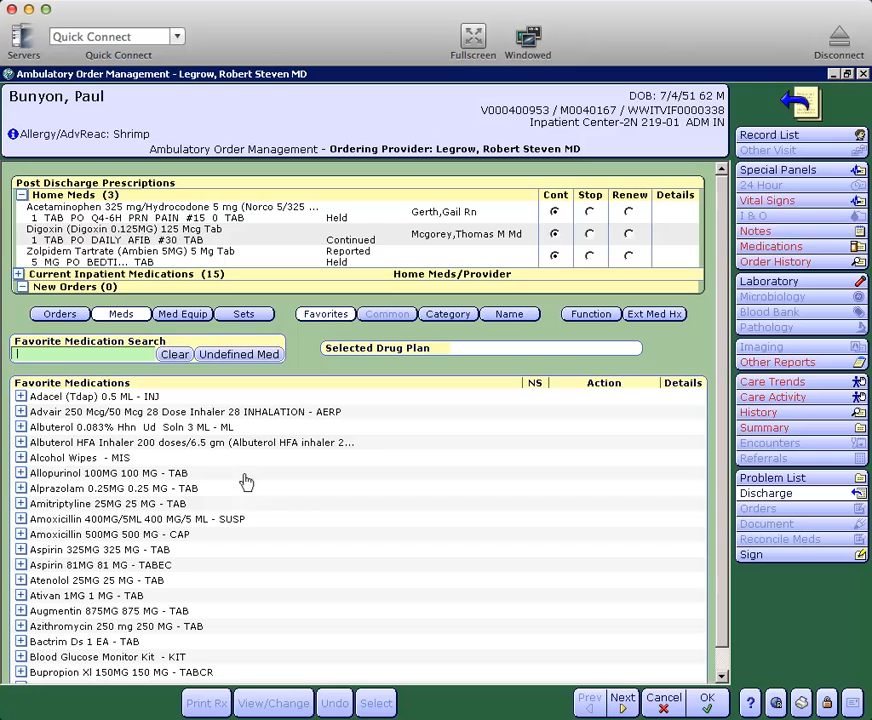 Quick Connect
Servers
Quick Connect
Fullscreen
Windowed
Disconnect
Ambulatory Order Management - Legrow, Robert Steven MD
Bunyon, Paul
DOB: 7/4/51 62 M
V000400953 / M0040167 / WWITVIF0000338
Inpatient Center-2N 219-01 ADM IN
Allergy/AdvReac: Shrimp
Ambulatory Order Management - Ordering Provider: Legrow, Robert Steven MD
Post Discharge Prescriptions
Home Meds (3) Cont Stop Renew Details
Acetaminophen 325 mg/Hydrocodone 5 mg (Norco 5/325 ...
1 TAB PO Q4-6H PRN PAIN #15 0 TAB Held Gerth,Gail Rn
Digoxin (Digoxin 0.125MG) 125 Mcg Tab
1 TAB PO DAILY AFIB #30 TAB Continued Mcgorey,Thomas M Md
Zolpidem Tartrate (Ambien 5MG) 5 Mg Tab Reported
5 MG PO BEDTI... TAB Held
Current Inpatient Medications (15) Home Meds/Provider
New Orders (0)
Orders Meds Med Equip Sets Favorites Common Category Name Function Ext Med Hx
Favorite Medication Search
Clear Undefined Med
Selected Drug Plan
Favorite Medications NS Action Details
Adacel (Tdap) 0.5 ML - INJ
Advair 250 Mcg/50 Mcg 28 Dose Inhaler 28 INHALATION - AERP
Albuterol 0.083% Hhn Ud Soln 3 ML - ML
Albuterol HFA Inhaler 200 doses/6.5 gm (Albuterol HFA inhaler 2...
Alcohol Wipes - MIS
Allopurinol 100MG 100 MG - TAB
Alprazolam 0.25MG 0.25 MG - TAB
Amitriptyline 25MG 25 MG - TAB
Amoxicillin 400MG/5ML 400 MG/5 ML - SUSP
Amoxicillin 500MG 500 MG - CAP
Aspirin 325MG 325 MG - TAB
Aspirin 81MG 81 MG - TABEC
Atenolol 25MG 25 MG - TAB
Ativan 1MG 1 MG - TAB
Augmentin 875MG 875 MG - TAB
Azithromycin 250 mg 250 MG - TAB
Bactrim Ds 1 EA - TAB
Blood Glucose Monitor Kit - KIT
Bupropion Xl 150MG 150 MG - TABCR
Print Rx View/Change Undo Select Prev Next Cancel OK
?
Record List
Other Visit
Special Panels
24 Hour
Vital Signs
I & O
Notes
Medications
Order History
Laboratory
Microbiology
Blood Bank
Pathology
Imaging
Other Reports
Care Trends
Care Activity
History
Summary
Encounters
Referrals
Problem List
Discharge
Orders
Document
Reconcile Meds
Sign